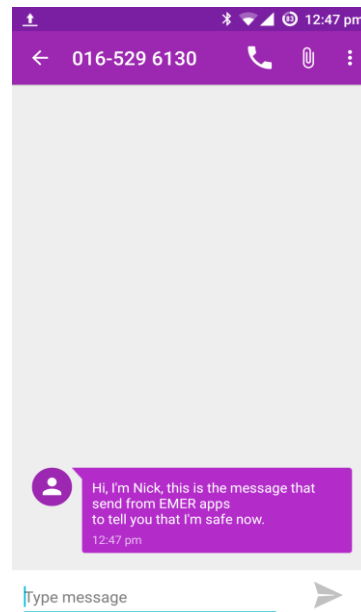 83 12:47 pm
016-529 6130
Hi, I'm Nick, this is the message that
send from EMER apps
to tell you that I'm safe now.
12:47 pm
Type message